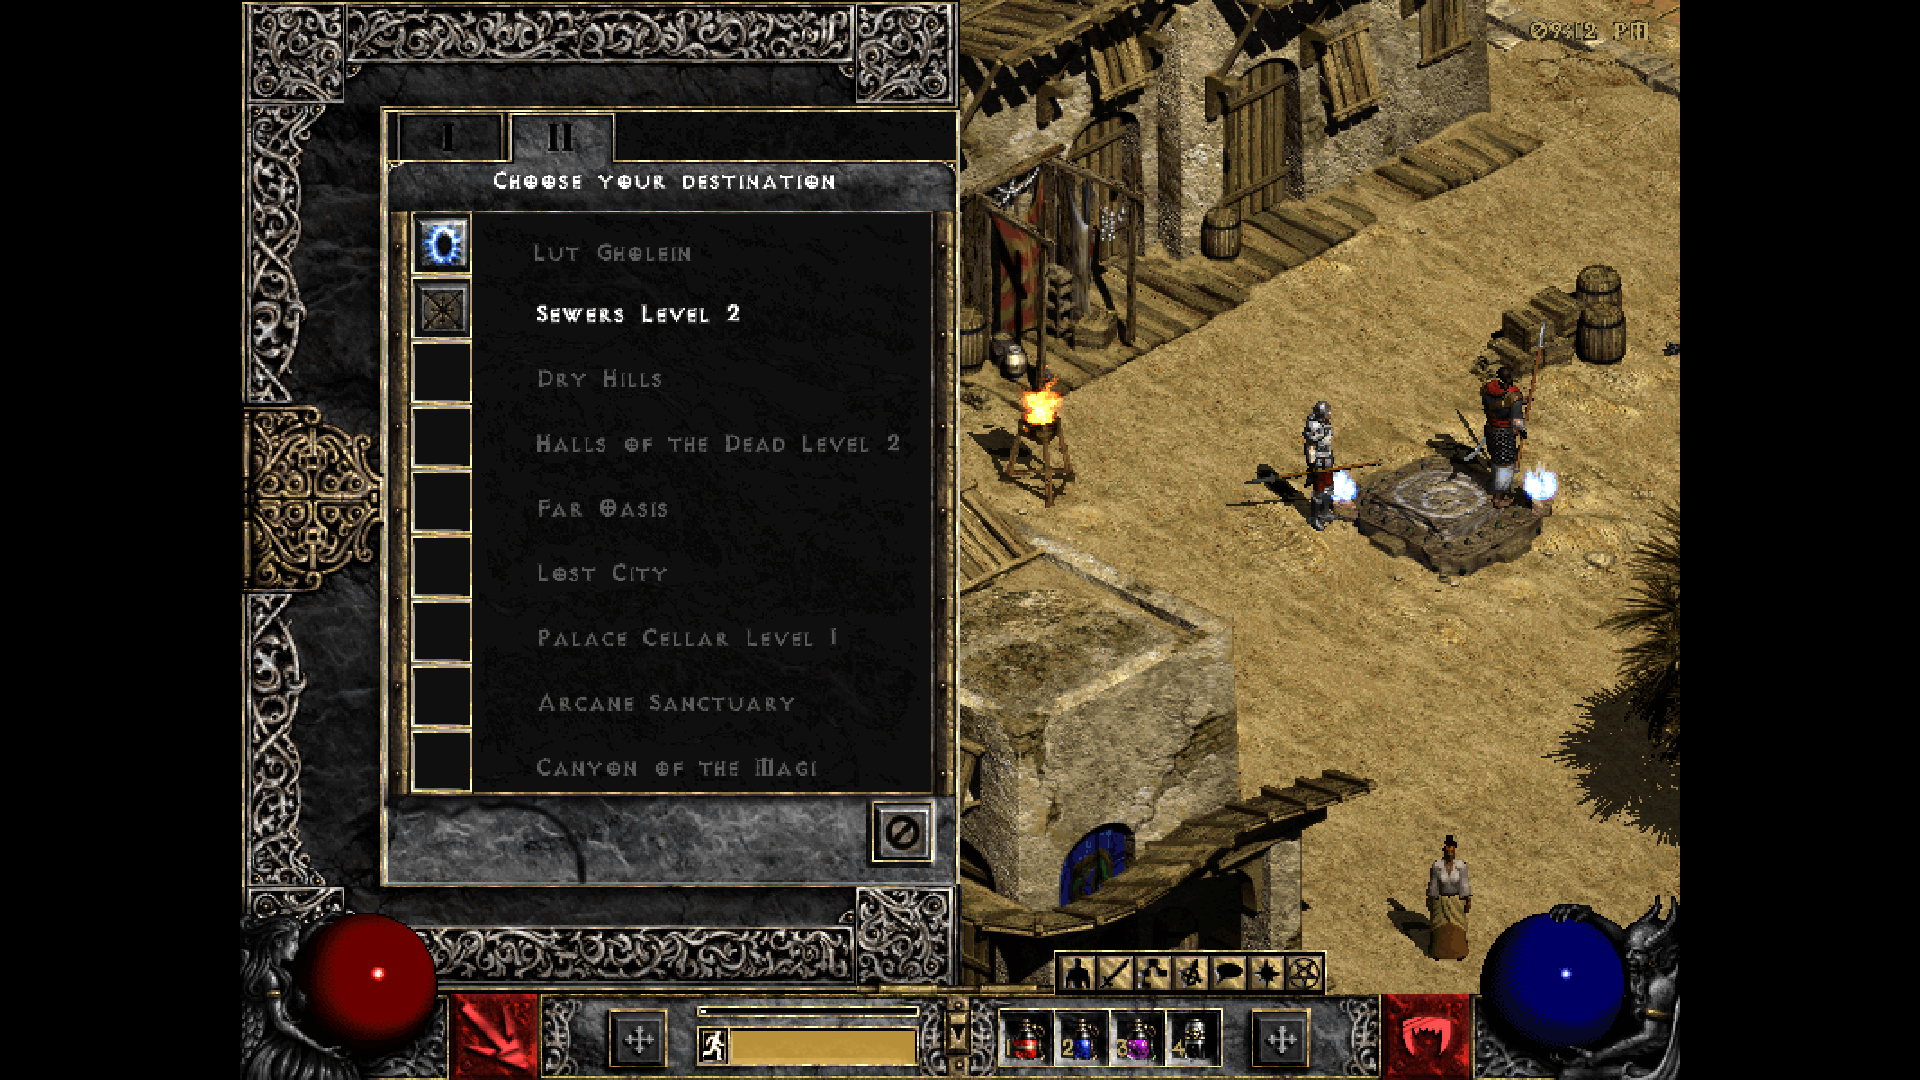 09:12 PM
I II
Choose your destination
Lut Gholein
Sewers Level 2
Dry Hills
Halls of the Dead Level 2
Far Oasis
Lost City
Palace Cellar Level 1
Arcane Sanctuary
Canyon of the Magi
2 3 4